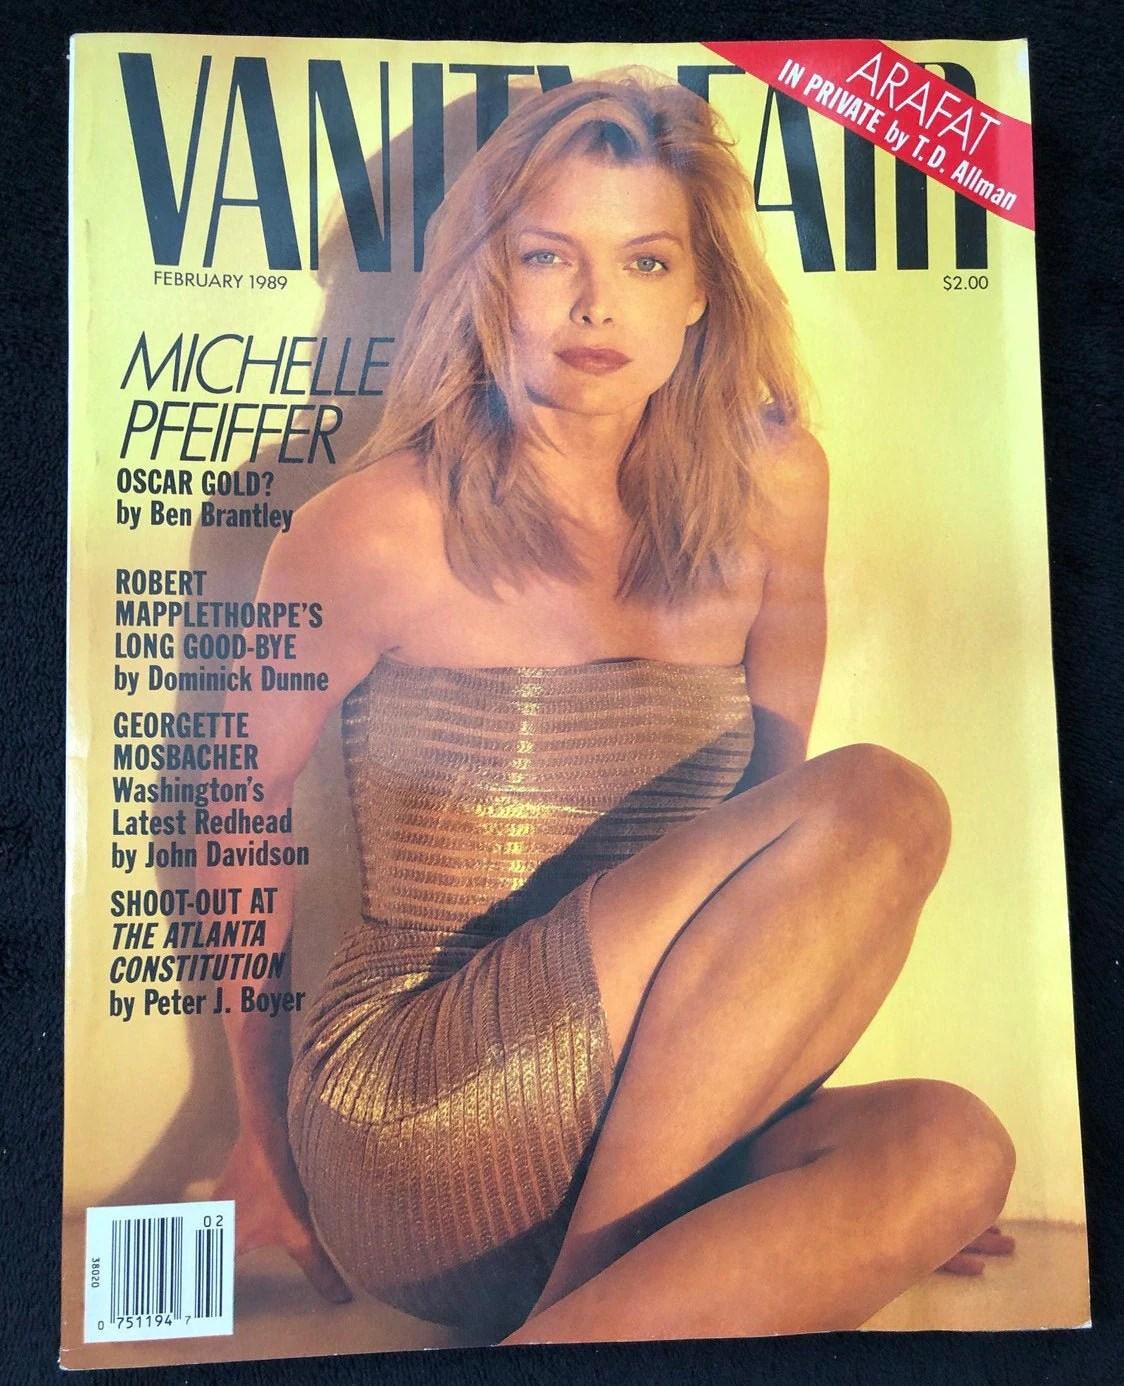 VANITY FAIR
ARAFAT
IN PRIVATE by T.D. Allman
FEBRUARY 1989
$2.00
MICHELLE
PFEIFFER
OSCAR GOLD?
by Ben Brantley
ROBERT
MAPPLETHORPE'S
LONG GOOD-BYE
by Dominick Dunne
GEORGETTE
MOSBACHER
Washington's
Latest Redhead
by John Davidson
SHOOT-OUT AT
THE ATLANTA
CONSTITUTION
by Peter J. Boyer
02
38020
0 751194 7